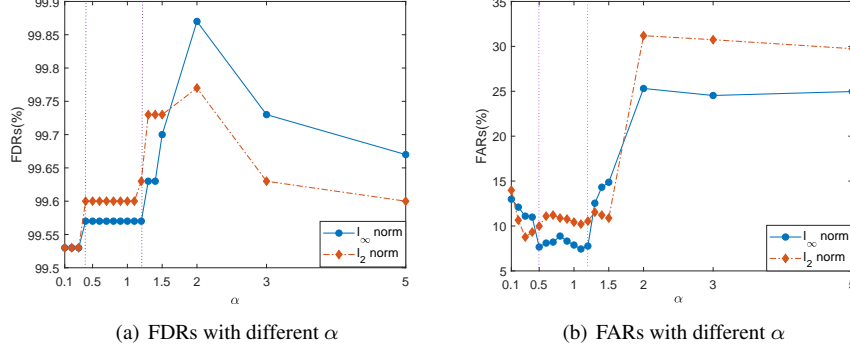 99.9
99.85
99.8
99.75
99.7
99.65
99.6
99.55
99.5
FDRs(%)
0.1 0.5 1 1.5 2 3 5
α
l∞ norm
l2 norm
(a) FDRs with different α
35
30
25
20
15
10
5
FARs(%)
0.1 0.5 1 1.5 2 3 5
α
l∞ norm
l2 norm
(b) FARs with different α